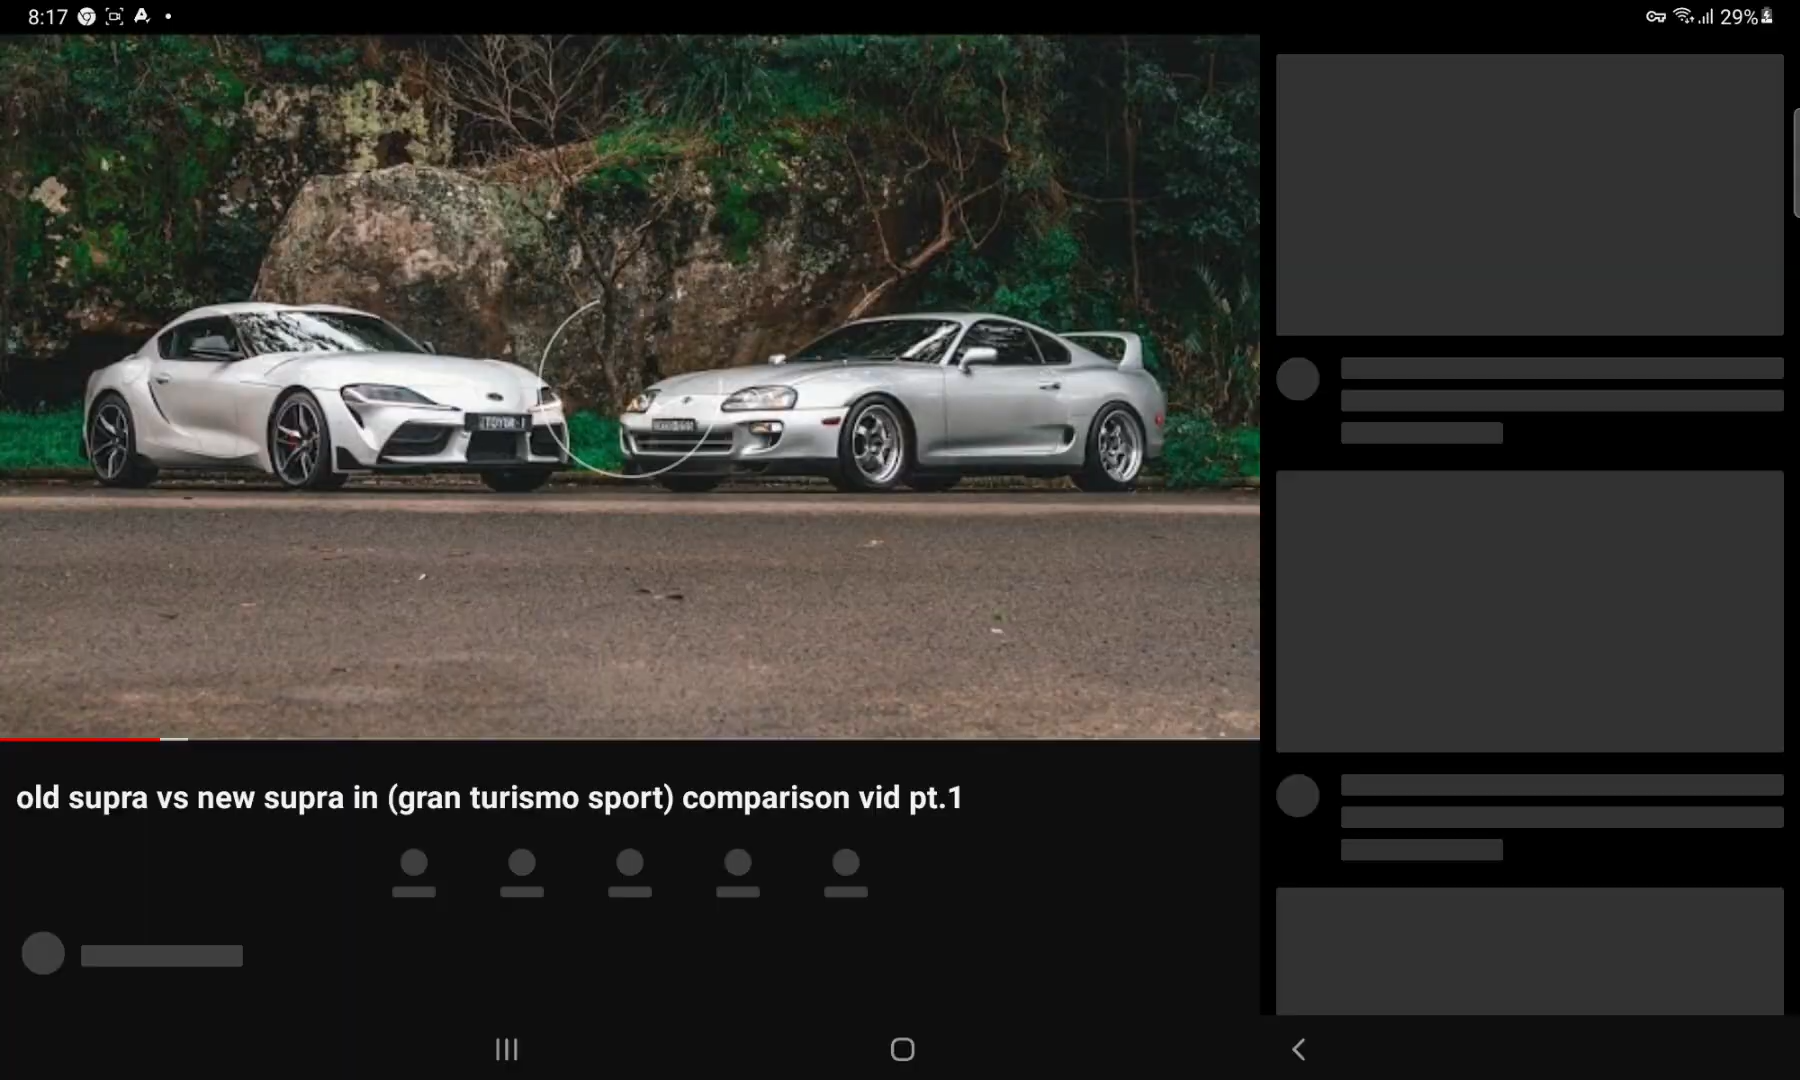 8:17
29%
old supra vs new supra in (gran turismo sport) comparison vid pt.1